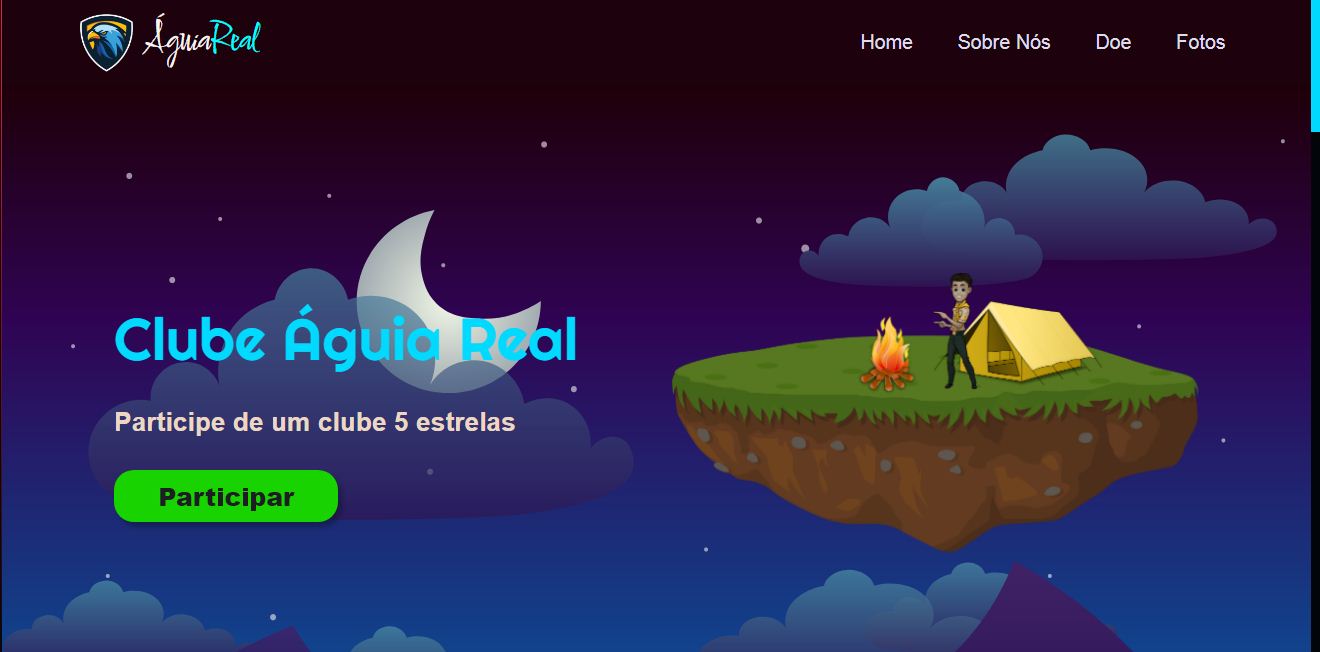 ÁguiaReal
Home Sobre Nós Doe Fotos
Clube Águia Real
Participe de um clube 5 estrelas
Participar